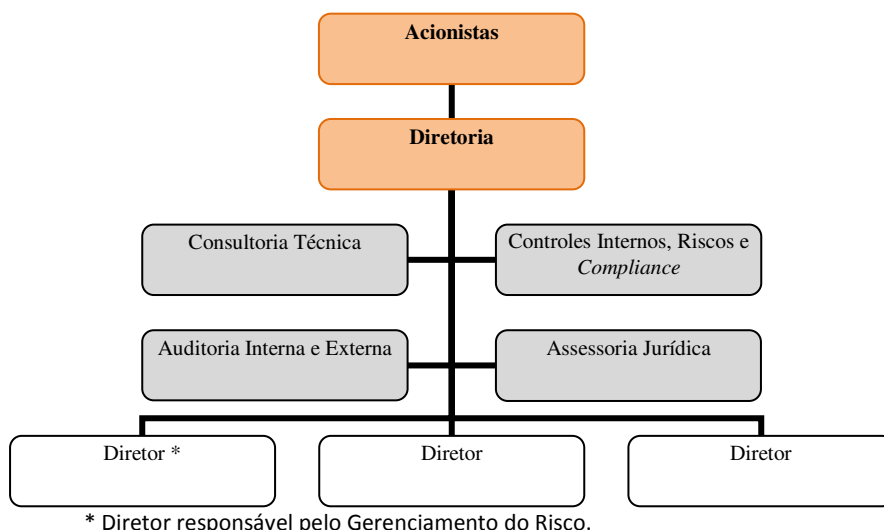 Acionistas
Diretoria
Consultoria Técnica
Controles Internos, Riscos e
Compliance
Auditoria Interna e Externa
Assessoria Jurídica
Diretor *
Diretor
Diretor
* Diretor responsável pelo Gerenciamento do Risco.